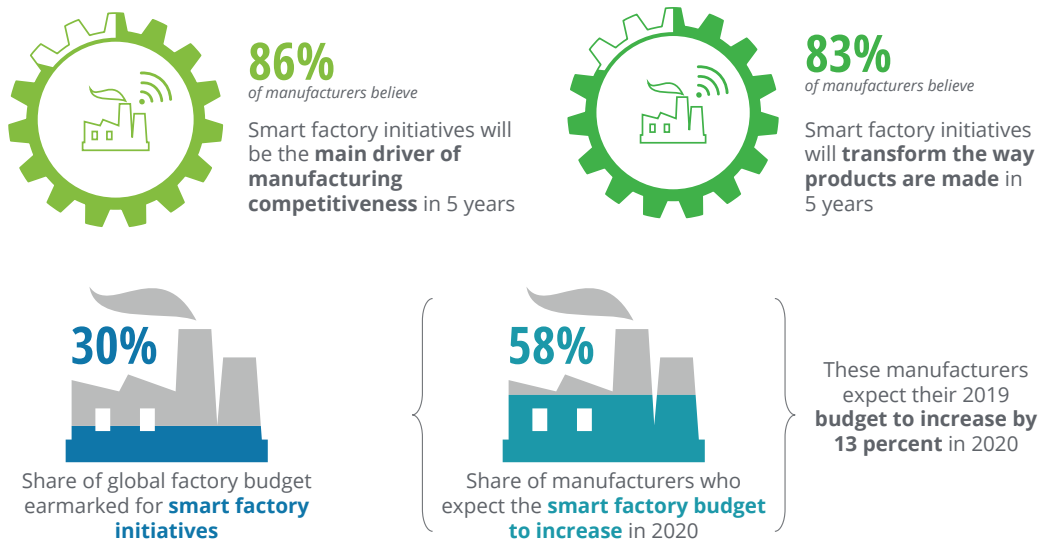 86%
of manufacturers believe
Smart factory initiatives will
be the main driver of
manufacturing
competitiveness in 5 years
83%
of manufacturers believe
Smart factory initiatives
will transform the way
products are made in
5 years
30%
Share of global factory budget
earmarked for smart factory
initiatives
58%
Share of manufacturers who
expect the smart factory budget
to increase in 2020
These manufacturers
expect their 2019
budget to increase by
13 percent in 2020